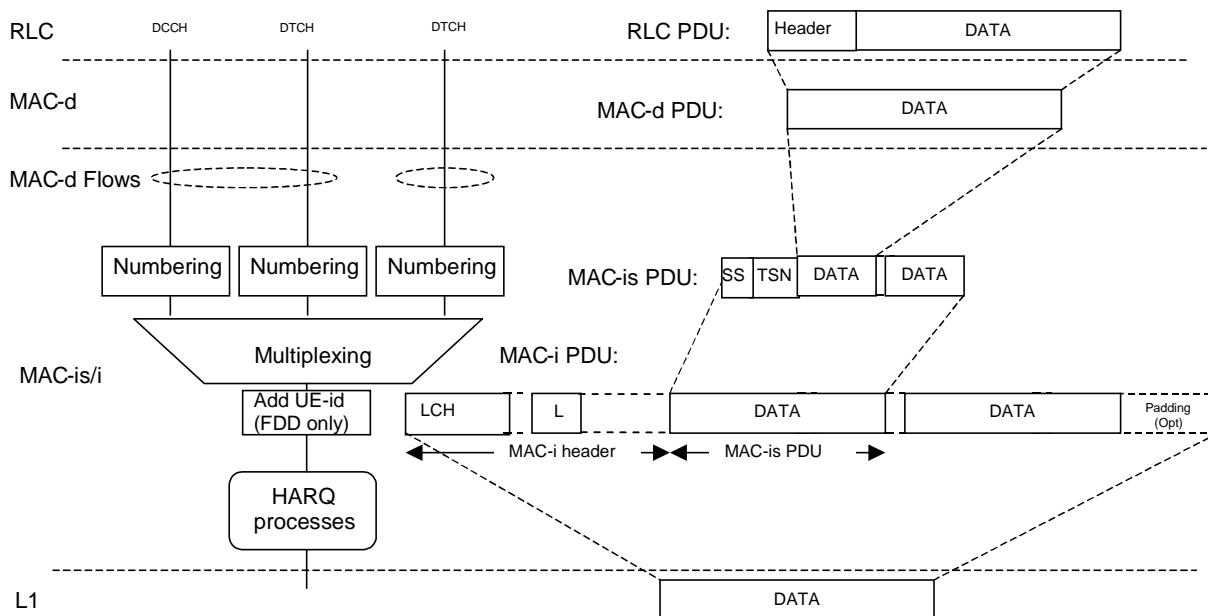 RLC
DCCH
DTCH
DTCH
RLC PDU:
Header
DATA
MAC-d
MAC-d PDU:
DATA
MAC-d Flows
Numbering
Numbering
Numbering
MAC-is PDU:
SS
TSN
DATA
DATA
Multiplexing
MAC-i PDU:
MAC-is/i
Add UE-id
(FDD only)
LCH
L
DATA
DATA
Padding
(Opt)
MAC-i header
MAC-is PDU
HARQ
processes
L1
DATA